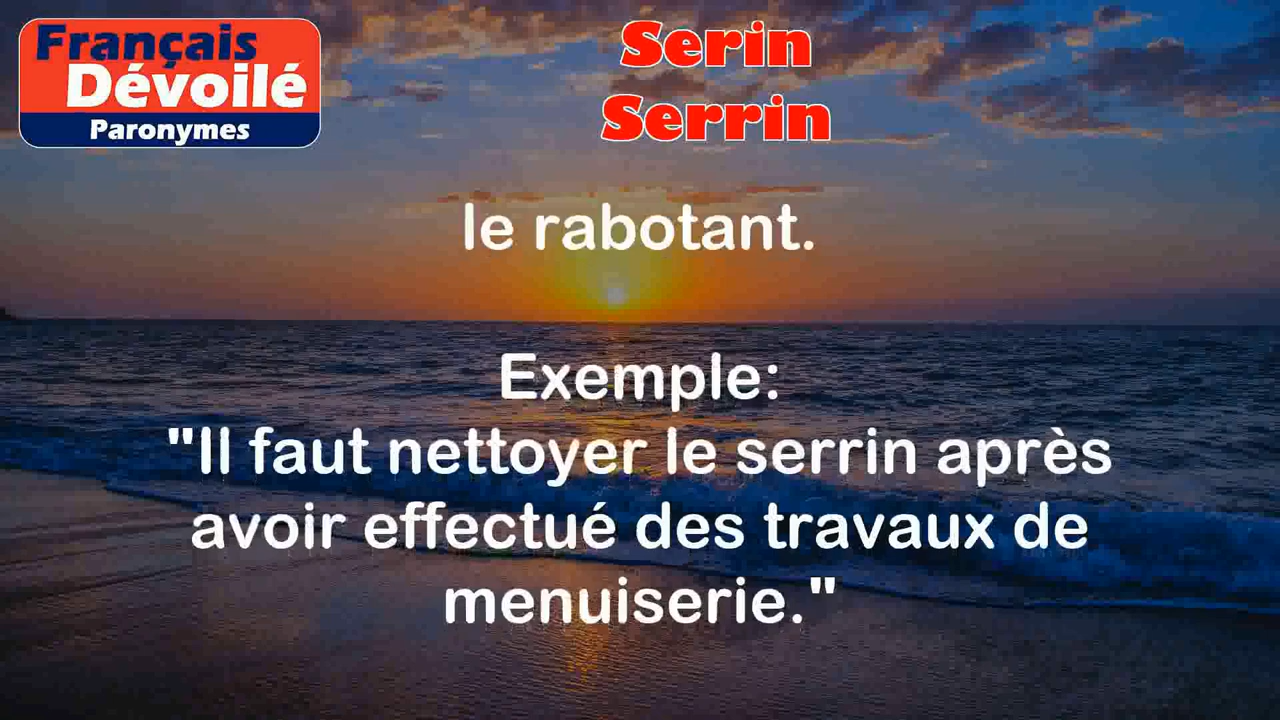 Français
Dévoilé
Paronymes
Serin
Serrin
le rabotant.
Exemple:
"Il faut nettoyer le serrin après
avoir effectué des travaux de
menuiserie."